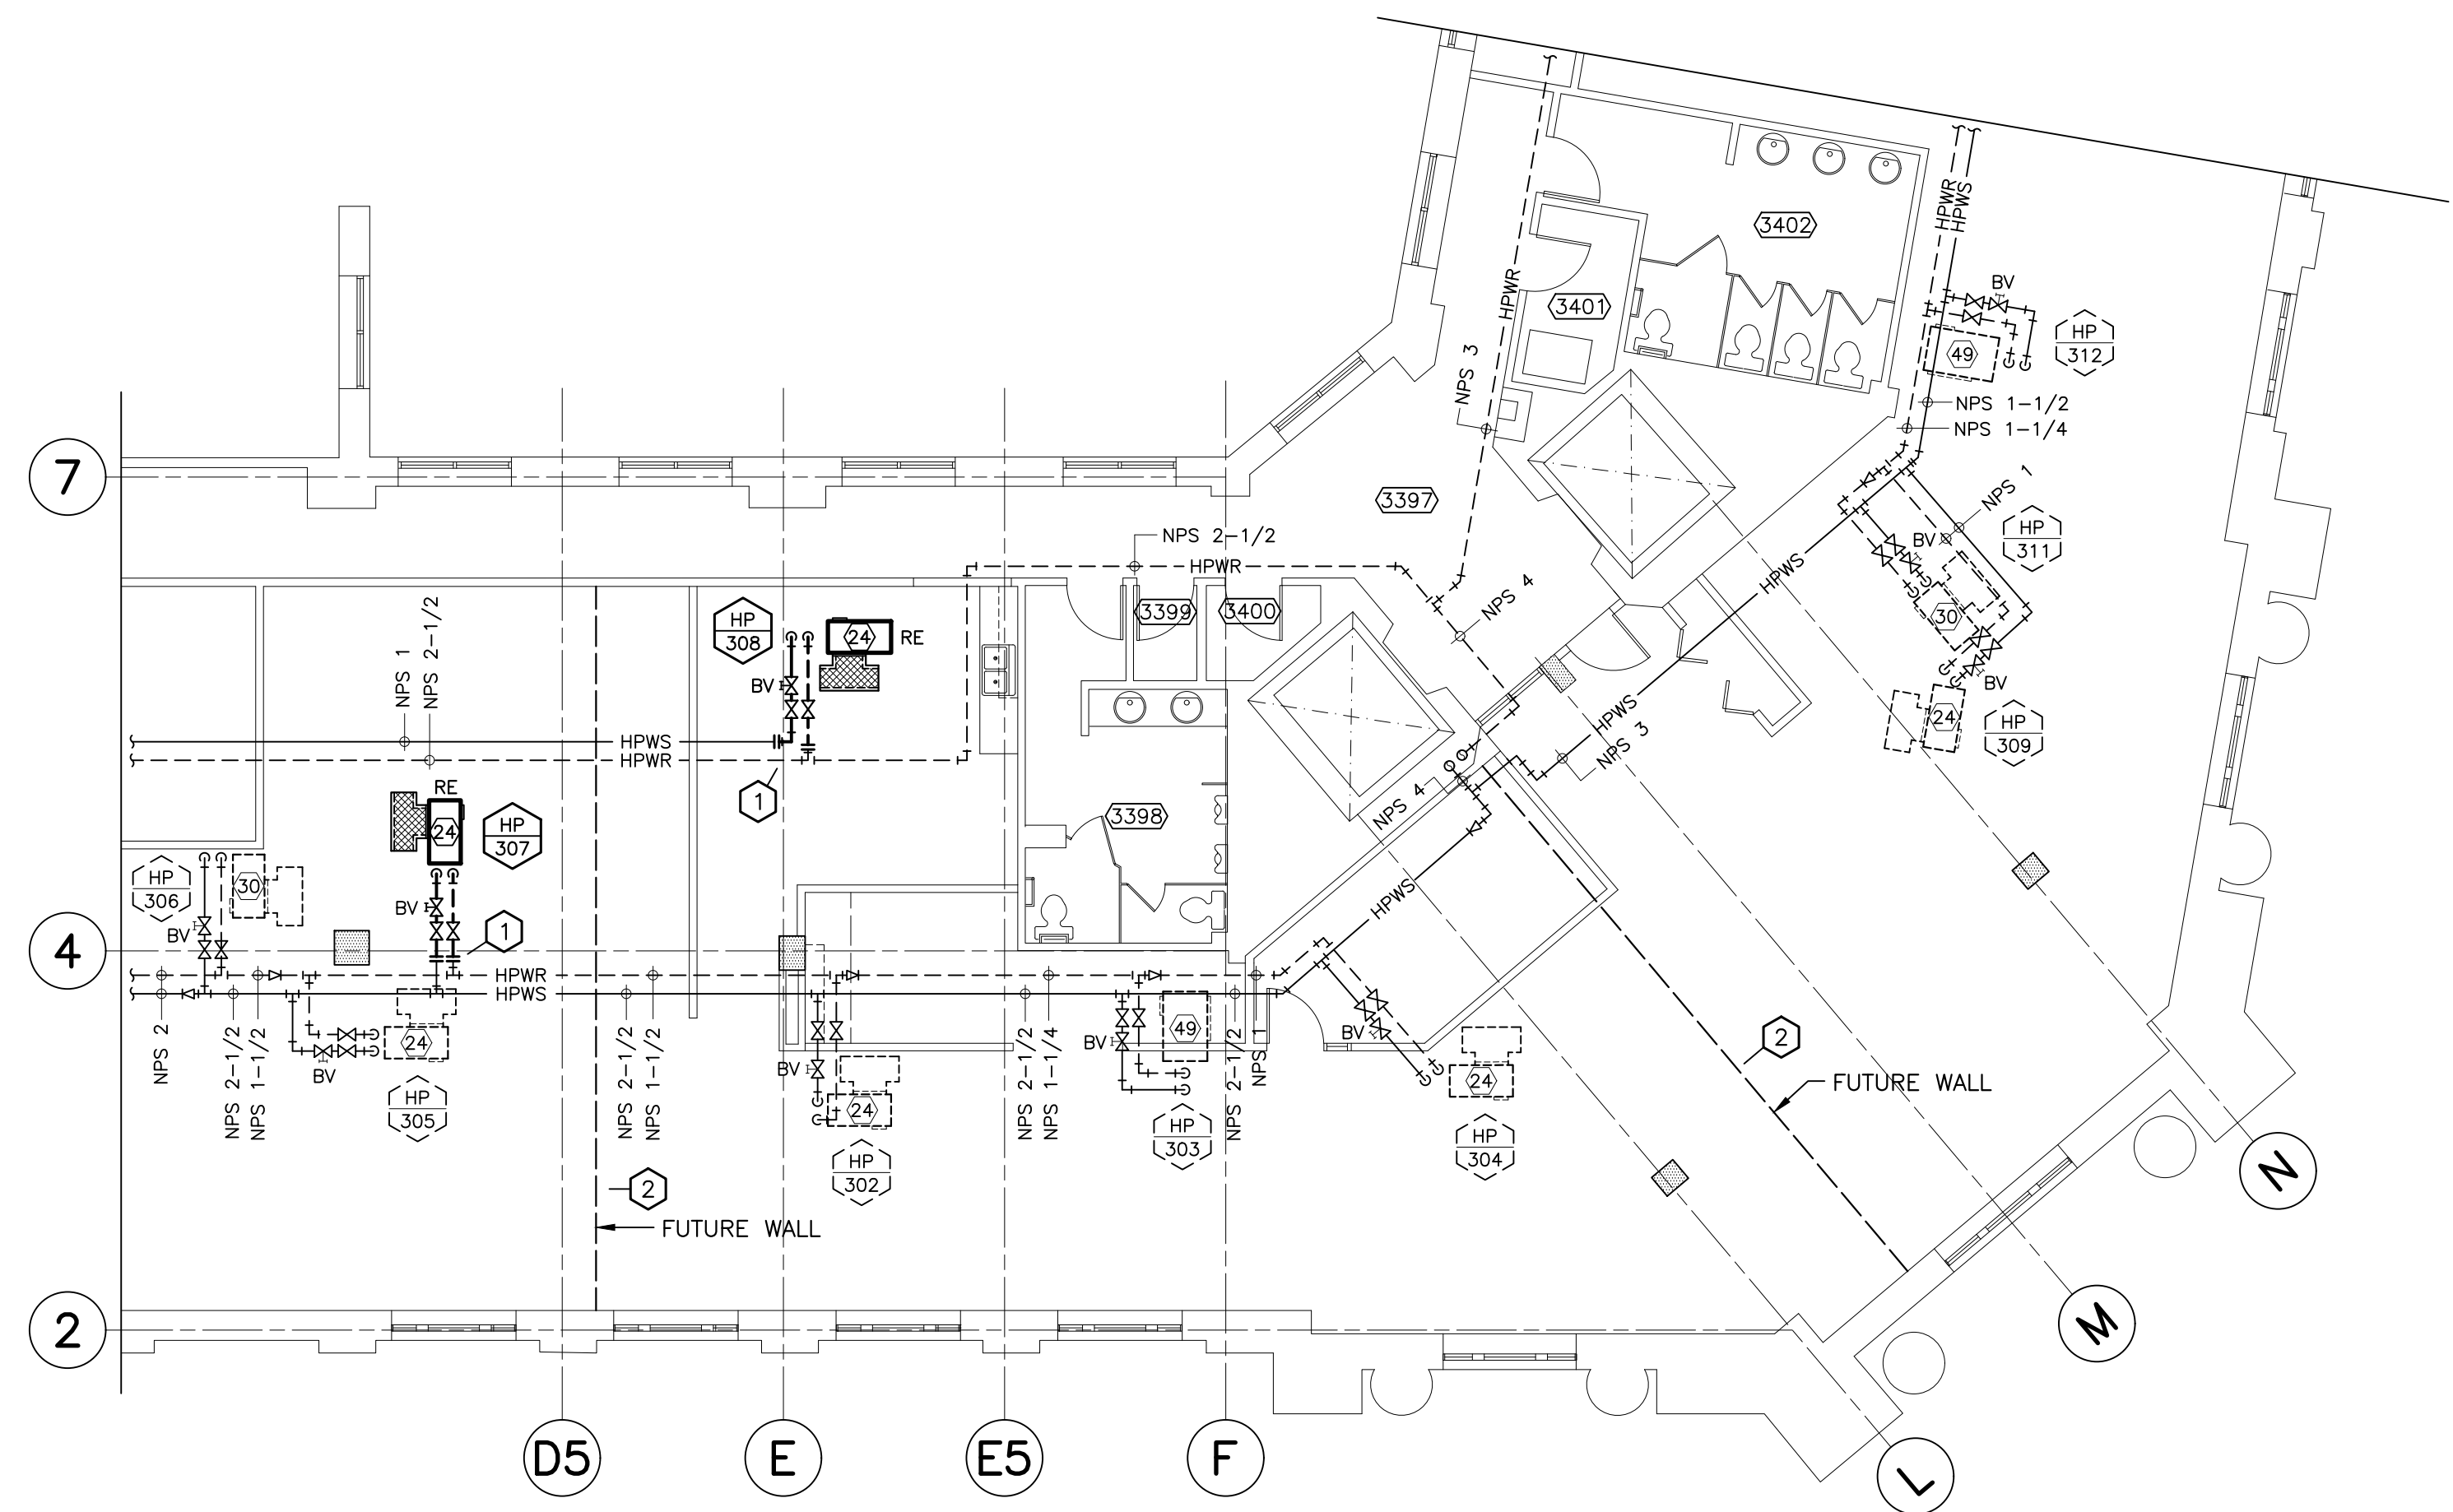 3402
HPWR
HPWS
BV
3401
HPWR
HP
312
49
NPS 3
NPS 1-1/2
NPS 1-1/4
7
NPS 1
3397
HP
311
BV
NPS 2-1/2
HPWR
HPWS
NPS 4
3399
3400
30
NPS 1
NPS 2-1/2
HP
308
24
RE
BV
BV
24
HP
309
HPWS
HPWS
HPWR
NPS 3
RE
1
NPS 4
24
HP
307
3398
HP
306
30
BV
1
HPWS
BV
4
HPWR
HPWS
NPS 2
NPS 2-1/2
NPS 1-1/2
24
BV
HP
305
NPS 2-1/2
NPS 1-1/2
BV
24
HP
302
NPS 2-1/2
NPS 1-1/4
BV
49
HP
303
NPS 2-1/2
NPS 1
BV
24
HP
304
2
FUTURE WALL
2
FUTURE WALL
N
M
2
D5
E
E5
F
L